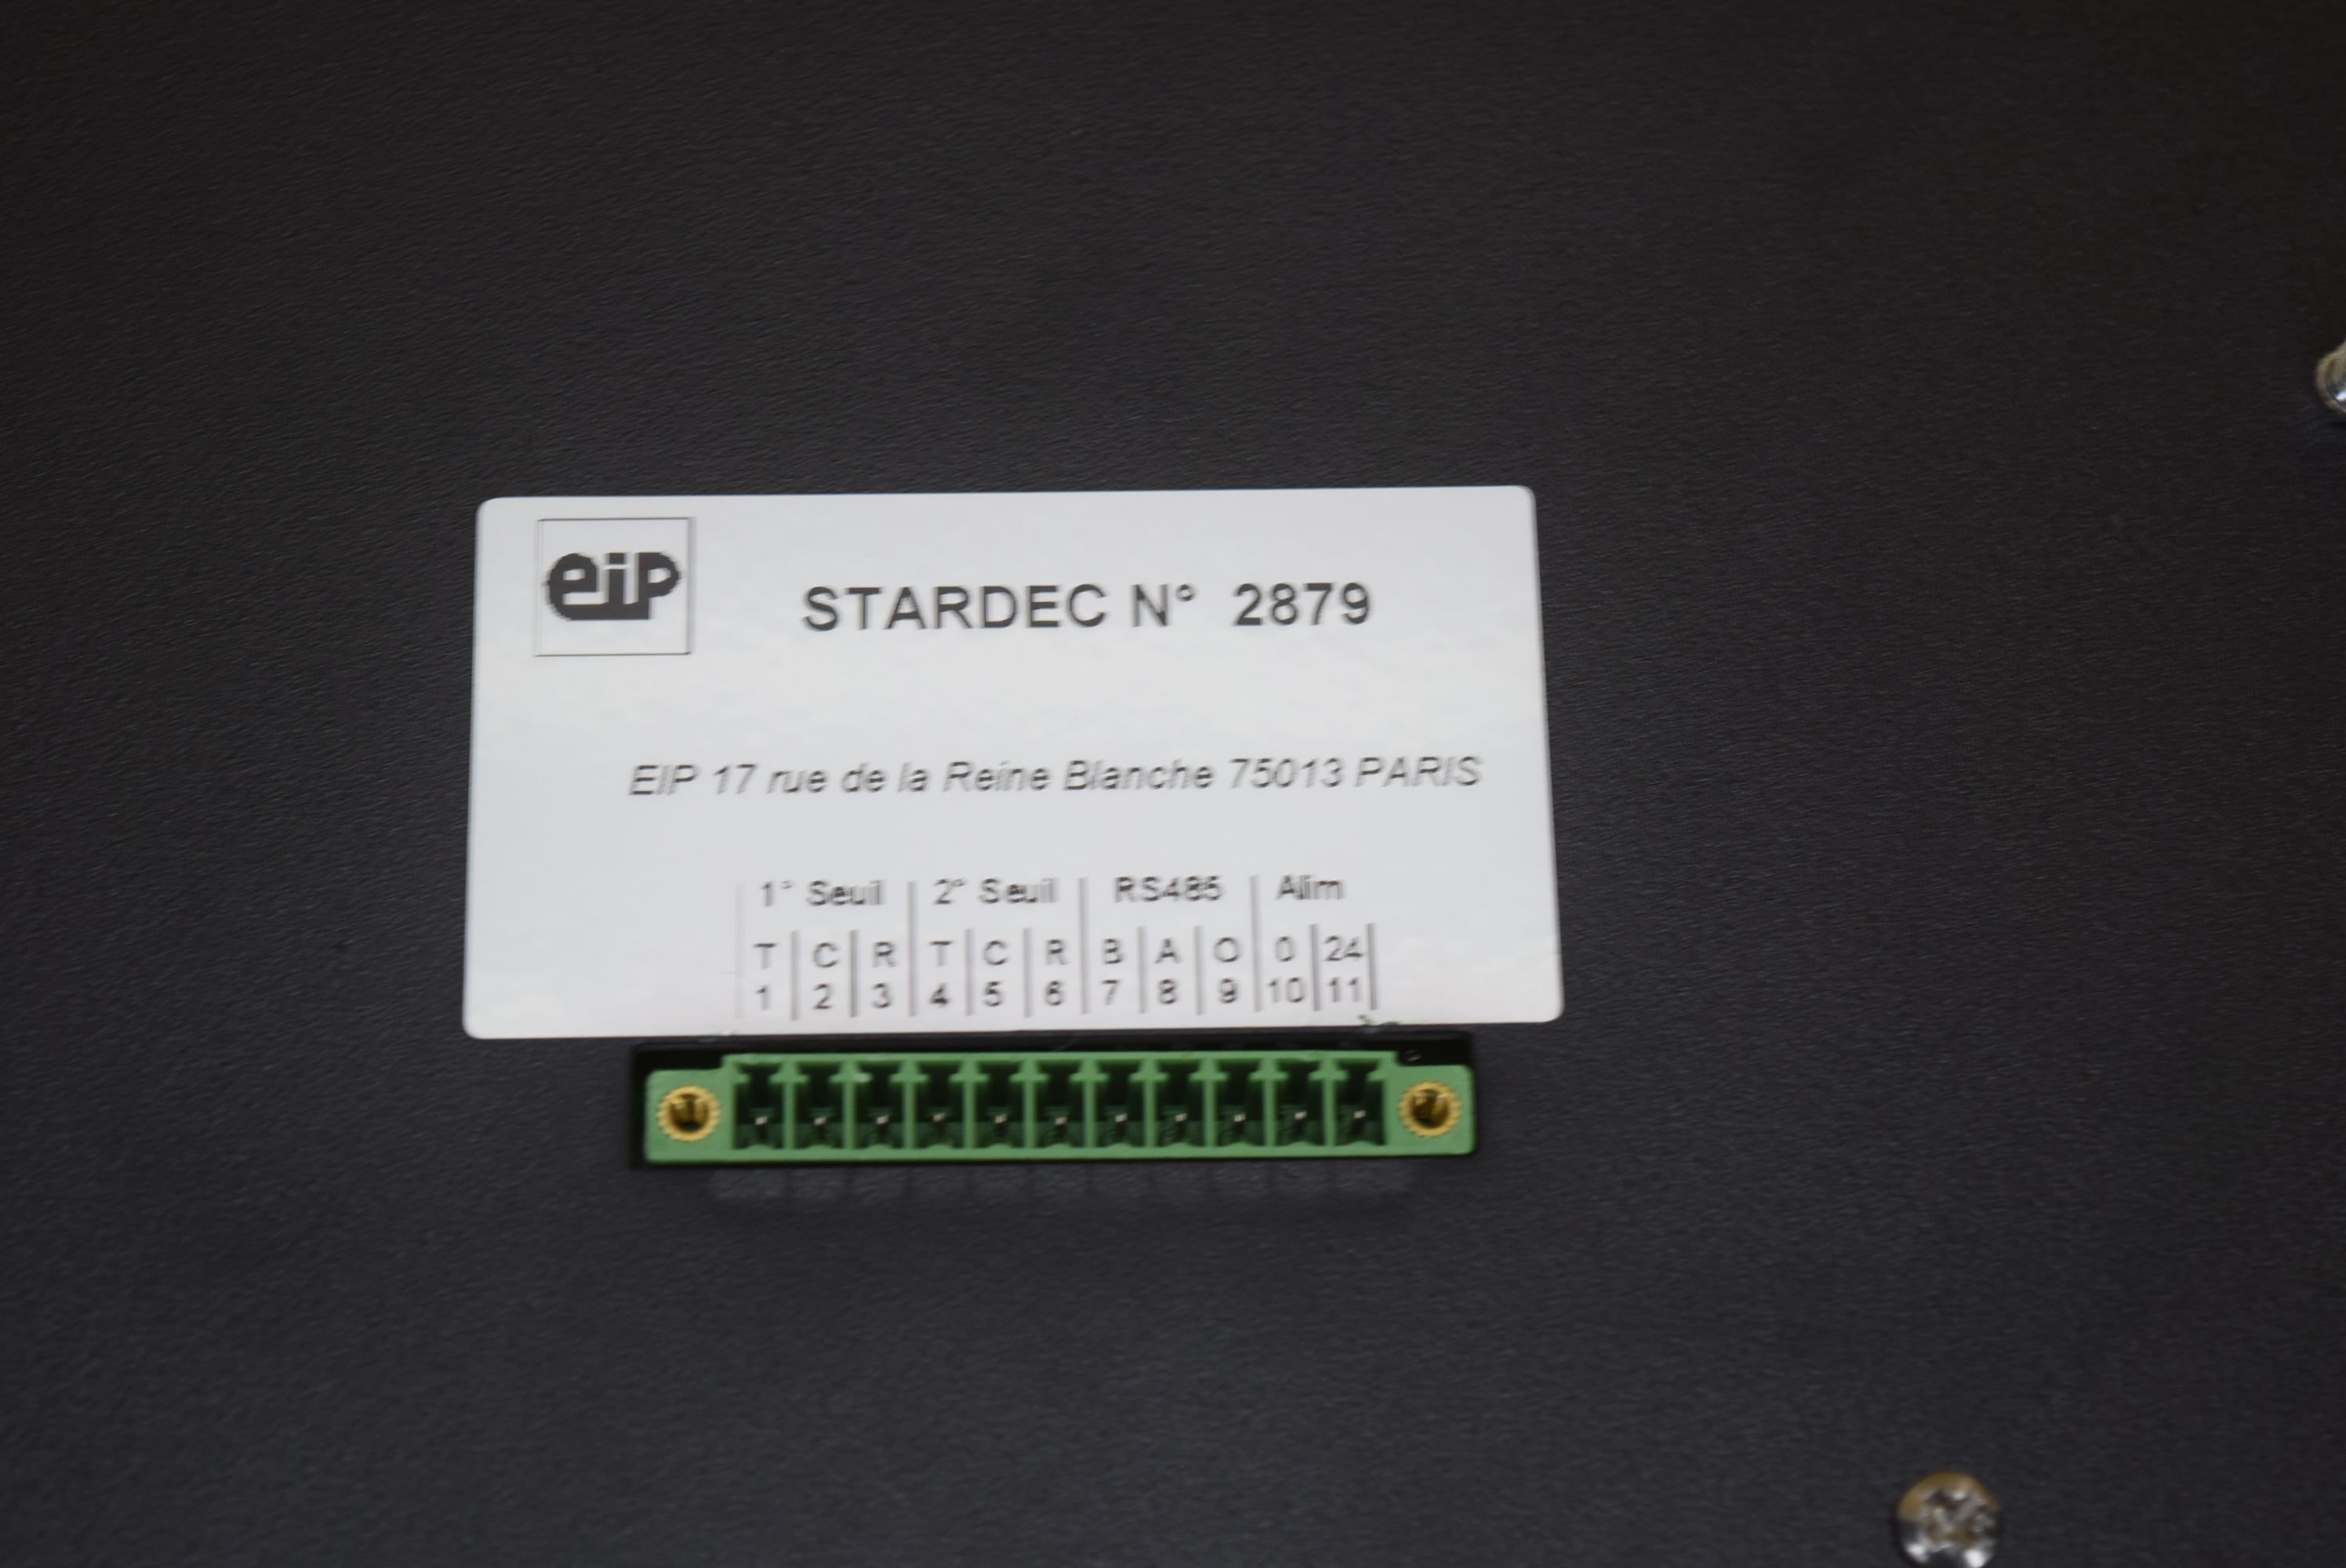 eip
STARDEC N° 2879
EIP 17 rue de la Reine Blanche 75013 PARIS
1° Seuil 2° Seuil RS485 Alim
T C R T C R B A O 0 24
1 2 3 4 5 6 7 8 9 10 11